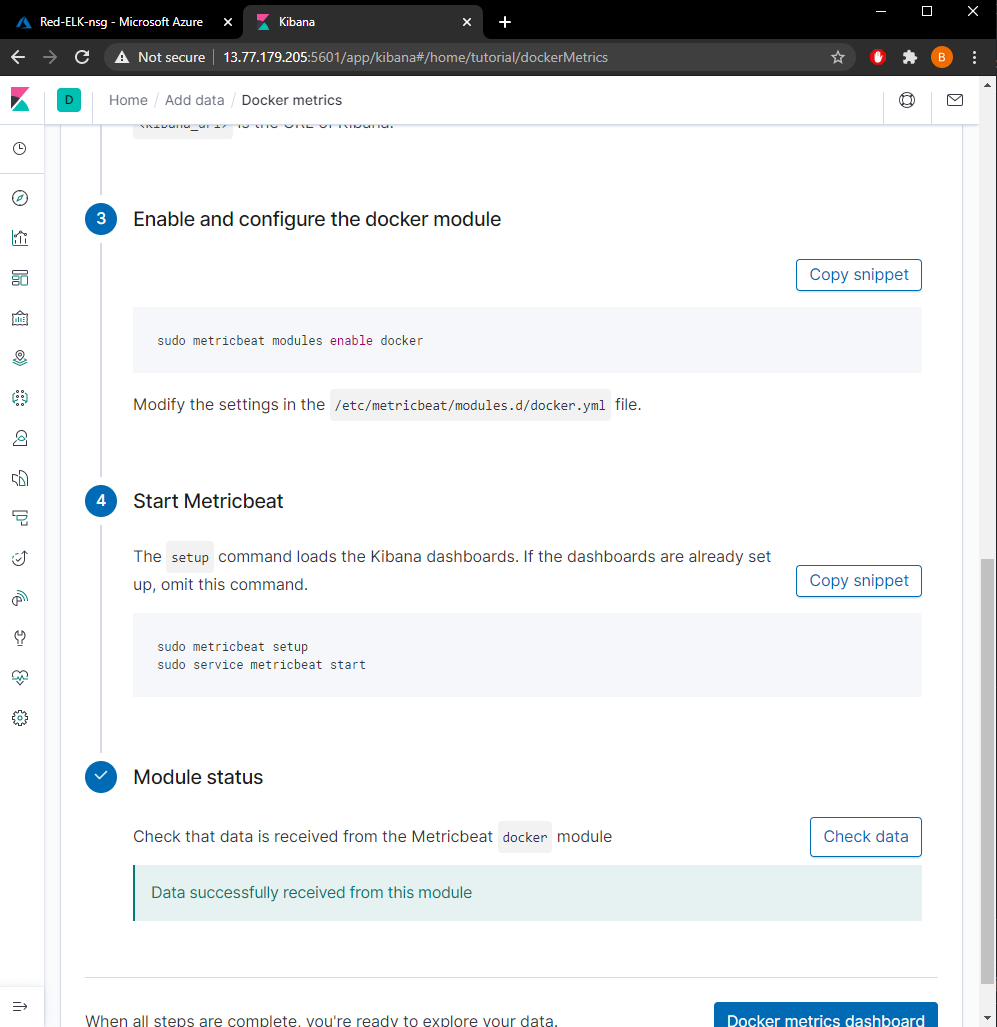 Red-ELK-nsg - Microsoft Azure
Kibana
Not secure
13.77.179.205:5601/app/kibana#/home/tutorial/dockerMetrics
B
D
Home / Add data / Docker metrics
<kibana_url> is the URL of Kibana.
3
Enable and configure the docker module
Copy snippet
sudo metricbeat modules enable docker
Modify the settings in the /etc/metricbeat/modules.d/docker.yml file.
4
Start Metricbeat
The setup command loads the Kibana dashboards. If the dashboards are already set
up, omit this command.
Copy snippet
sudo metricbeat setup
sudo service metricbeat start
Module status
Check that data is received from the Metricbeat docker module
Check data
Data successfully received from this module
When all steps are complete, you're ready to explore your data.
Docker metrics dashboard